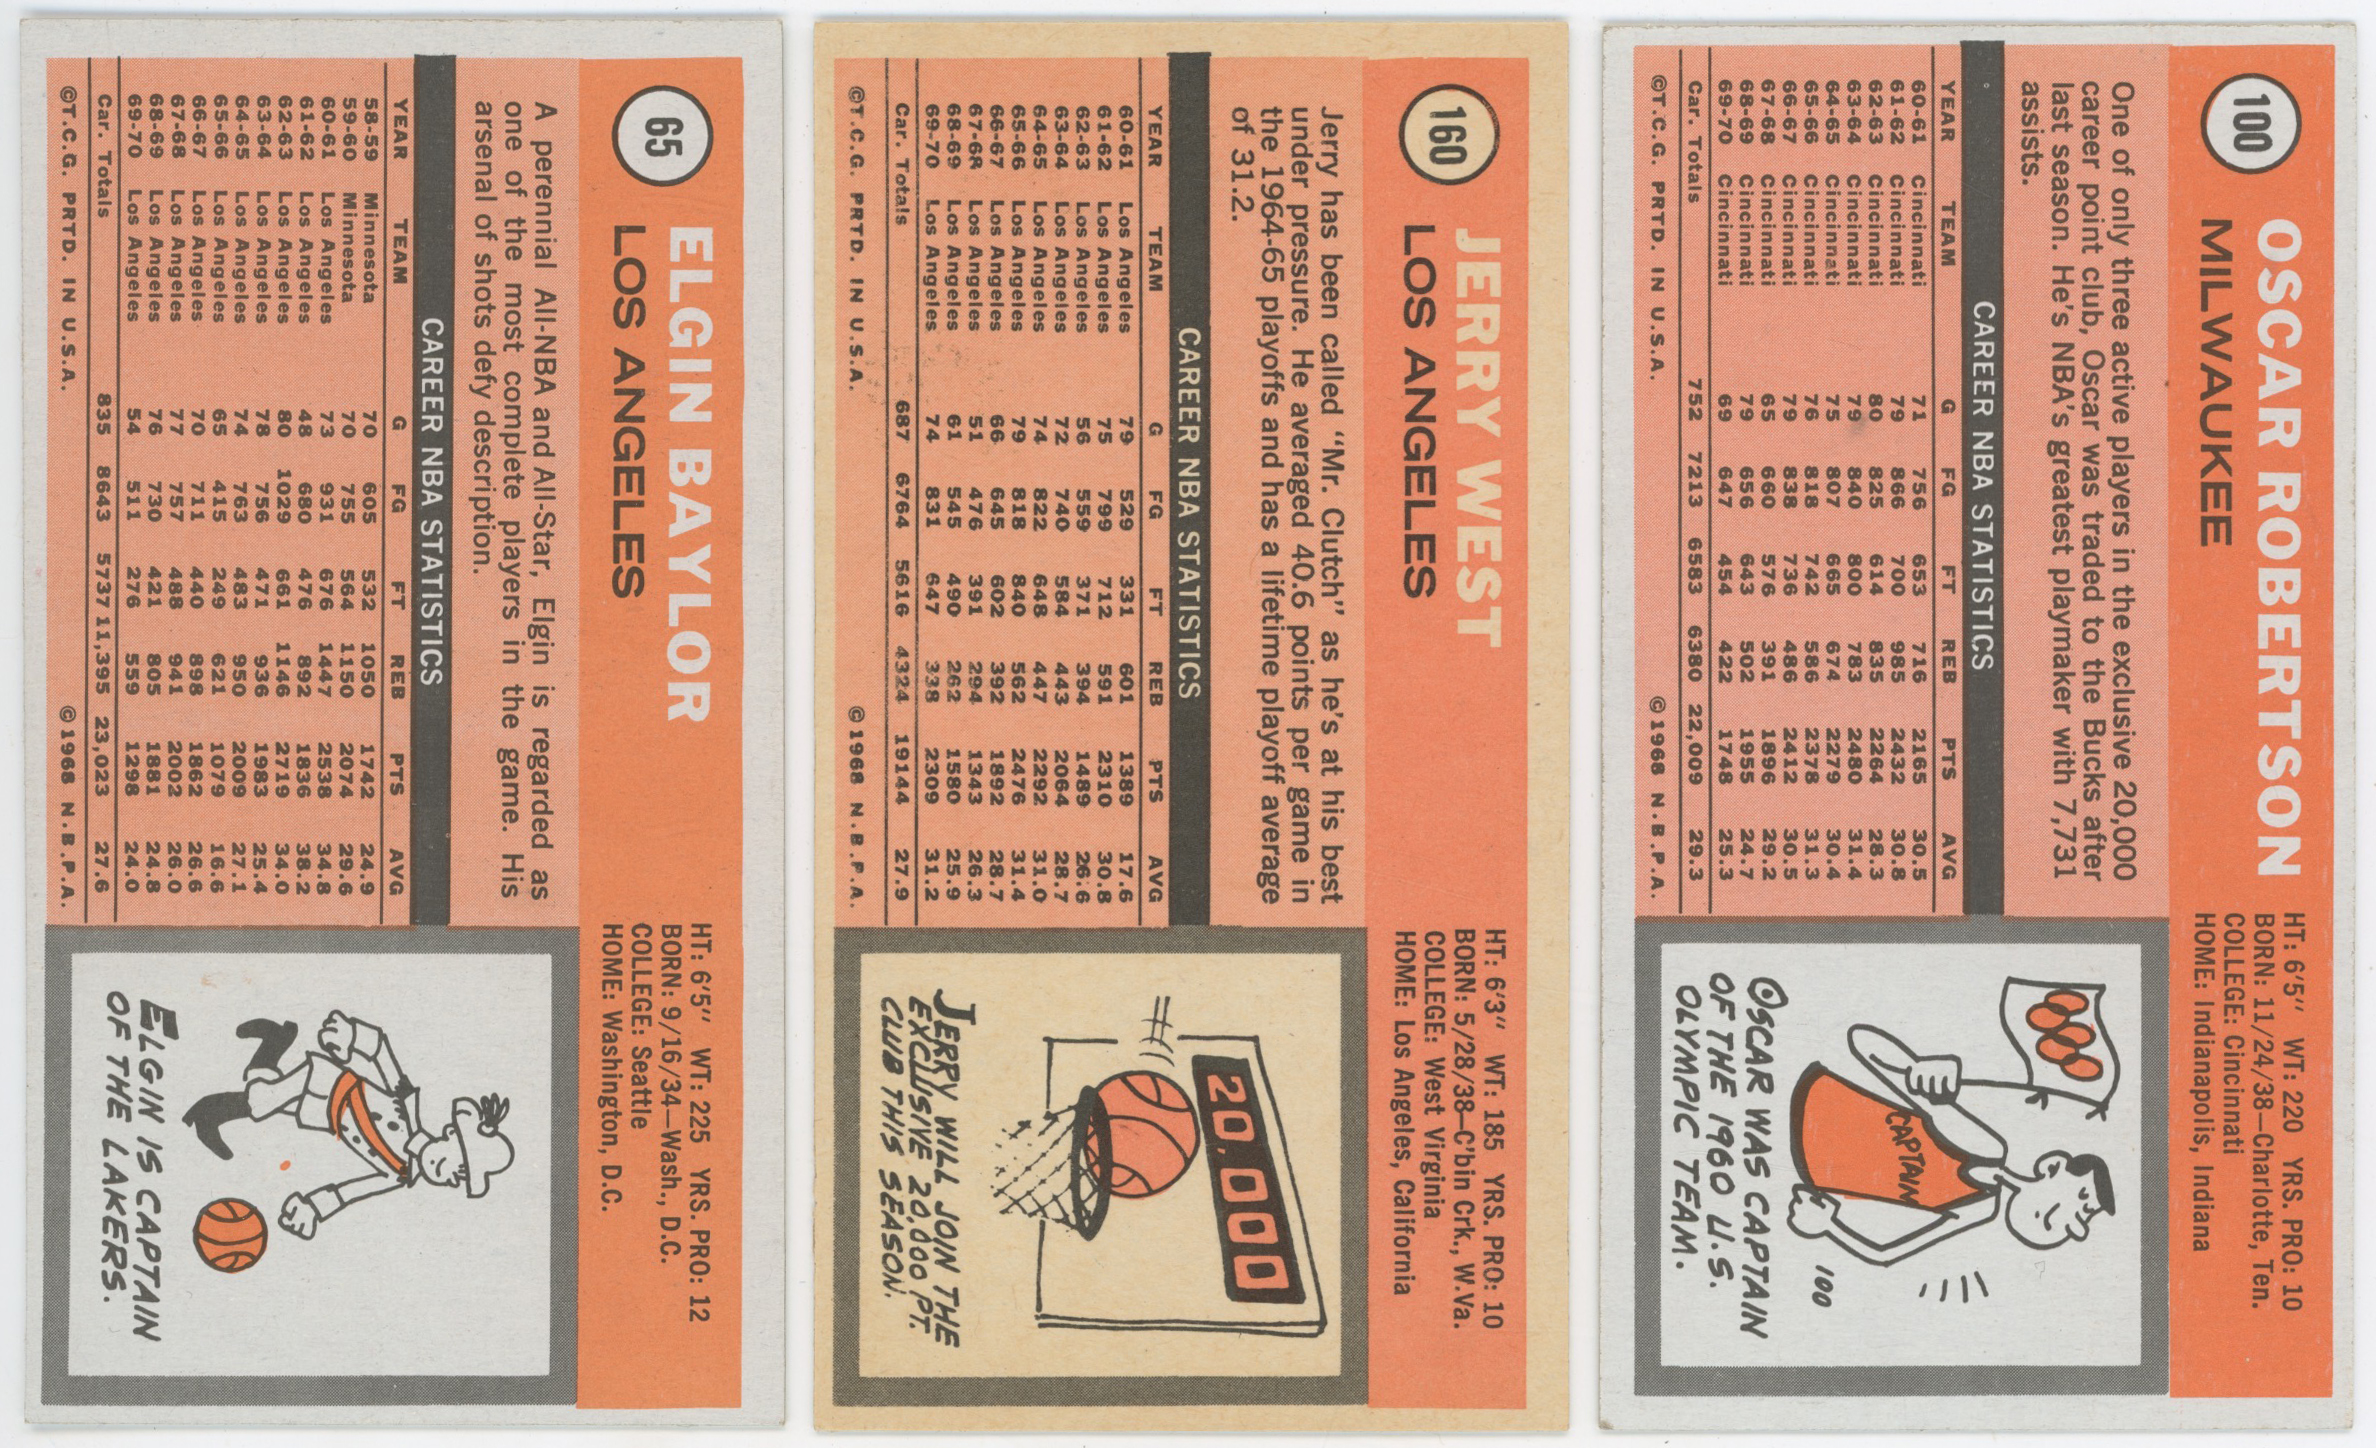 65
ELGIN BAYLOR
LOS ANGELES
HT: 6'5" WT: 225 YRS. PRO: 12
BORN: 9/16/34—Wash., D.C.
COLLEGE: Seattle
HOME: Washington, D.C.
A perennial All-NBA and All-Star, Elgin is regarded as
one of the most complete players in the game. His
arsenal of shots defy description.
CAREER NBA STATISTICS
YEAR TEAM G FG FT REB PTS AVG
58-59 Minnesota 70 605 532 1050 1742 24.9
59-60 Minnesota 70 755 564 1150 2074 29.6
60-61 Los Angeles 73 931 676 1447 2538 34.8
61-62 Los Angeles 48 680 476 892 1836 38.2
62-63 Los Angeles 80 1029 661 1146 2719 34.0
63-64 Los Angeles 78 756 471 936 1983 25.4
64-65 Los Angeles 74 763 483 950 2009 27.1
65-66 Los Angeles 65 415 249 621 1079 16.6
66-67 Los Angeles 70 711 440 898 1862 26.6
67-68 Los Angeles 77 757 488 941 2002 26.0
68-69 Los Angeles 76 730 421 805 1881 24.8
69-70 Los Angeles 54 511 276 559 1298 24.0
Car. Totals 835 8643 5737 11,395 23,023 27.6
©T.C.G. PRTD. IN U.S.A. ©1968 N.B.P.A.
ELGIN IS CAPTAIN
OF THE LAKERS.
160
JERRY WEST
LOS ANGELES
HT: 6'3" WT: 185 YRS. PRO: 10
BORN: 5/28/38—C'bin Crk., W.Va.
COLLEGE: West Virginia
HOME: Los Angeles, California
Jerry has been called "Mr. Clutch" as he's at his best
under pressure. He averaged 40.6 points per game in
the 1964-65 playoffs and has a lifetime playoff average
of 31.2.
CAREER NBA STATISTICS
YEAR TEAM G FG FT REB PTS AVG
60-61 Los Angeles 79 529 331 601 1389 17.6
61-62 Los Angeles 75 799 712 591 2310 30.8
62-63 Los Angeles 56 559 371 394 1489 26.6
63-64 Los Angeles 72 740 584 443 2064 28.7
64-65 Los Angeles 74 822 648 447 2292 31.0
65-66 Los Angeles 79 818 840 562 2476 31.4
66-67 Los Angeles 66 645 602 392 1892 28.7
67-68 Los Angeles 51 476 391 294 1343 26.3
68-69 Los Angeles 61 545 490 262 1580 25.9
69-70 Los Angeles 74 831 647 338 2309 31.2
Car. Totals 687 6764 5616 4324 19144 27.9
©T.C.G. PRTD. IN U.S.A. ©1968 N.B.P.A.
20,000
JERRY WILL JOIN THE
EXCLUSIVE 20,000 PT.
CLUB THIS SEASON.
100
OSCAR ROBERTSON
MILWAUKEE
HT: 6'5" WT: 220 YRS. PRO: 10
BORN: 11/24/38—Charlotte, Ten.
COLLEGE: Cincinnati
HOME: Indianapolis, Indiana
One of only three active players in the exclusive 20,000
career point club, Oscar was traded to the Bucks after
last season. He's NBA's greatest playmaker with 7,731
assists.
CAREER NBA STATISTICS
YEAR TEAM G FG FT REB PTS AVG
60-61 Cincinnati 71 756 653 716 2165 30.5
61-62 Cincinnati 79 866 700 985 2432 30.8
62-63 Cincinnati 80 825 614 835 2264 28.3
63-64 Cincinnati 79 840 800 783 2480 31.4
64-65 Cincinnati 75 807 665 674 2279 30.4
65-66 Cincinnati 76 818 742 586 2378 31.3
66-67 Cincinnati 79 838 736 486 2412 30.5
67-68 Cincinnati 65 660 576 391 1896 29.2
68-69 Cincinnati 79 656 643 502 1955 24.7
69-70 Cincinnati 69 647 454 422 1748 25.3
Car. Totals 752 7213 6583 6380 22,009 29.3
©T.C.G. PRTD. IN U.S.A. ©1968 N.B.P.A.
CAPTAIN
100
OSCAR WAS CAPTAIN
OF THE 1960 U.S.
OLYMPIC TEAM.